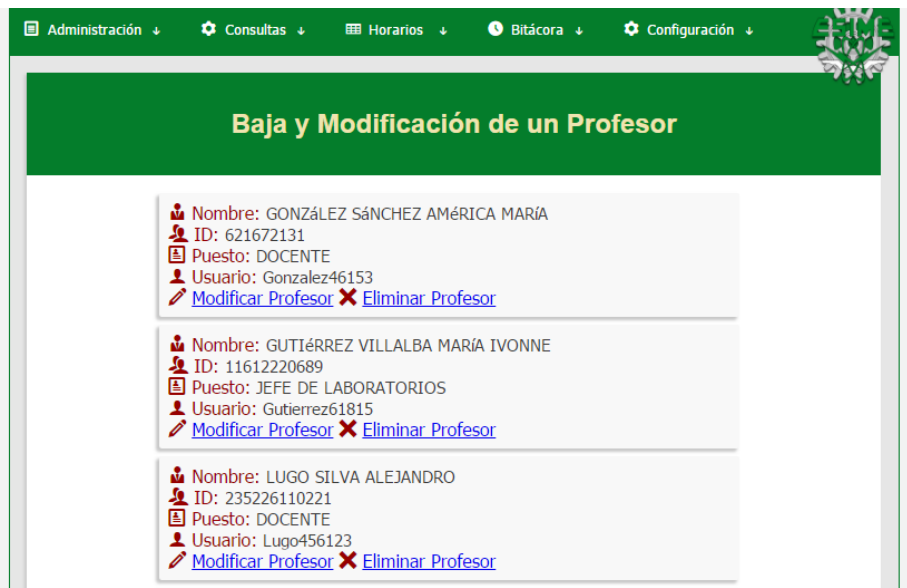 Administración ↓ Consultas ↓ Horarios ↓ Bitácora ↓ Configuración ↓
Baja y Modificación de un Profesor
Nombre: GONZáLEZ SáNCHEZ AMéRICA MARíA
ID: 621672131
Puesto: DOCENTE
Usuario: Gonzalez46153
Modificar Profesor Eliminar Profesor
Nombre: GUTIéRREZ VILLALBA MARíA IVONNE
ID: 11612220689
Puesto: JEFE DE LABORATORIOS
Usuario: Gutierrez61815
Modificar Profesor Eliminar Profesor
Nombre: LUGO SILVA ALEJANDRO
ID: 235226110221
Puesto: DOCENTE
Usuario: Lugo456123
Modificar Profesor Eliminar Profesor